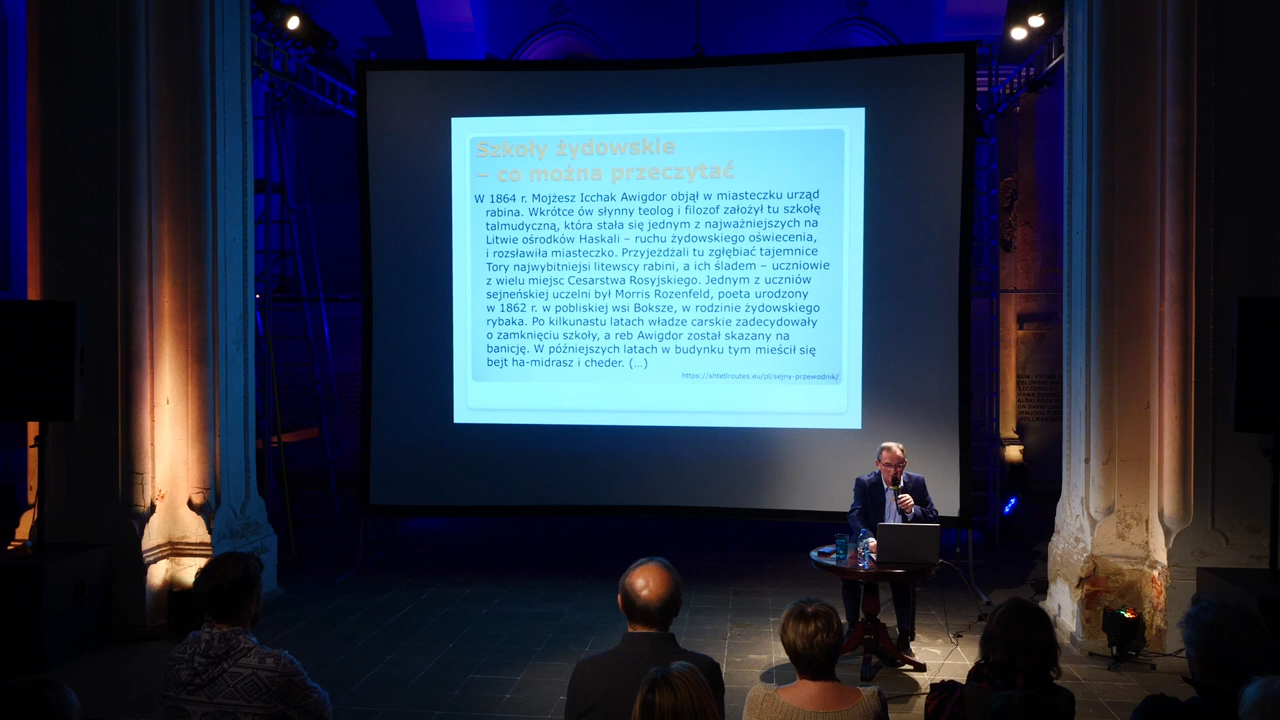 Szkoły żydowskie
– co można przeczytać
W 1864 r. Mojżesz Icchak Awigdor objął w miasteczku urząd
rabina. Wkrótce ów słynny teolog i filozof założył tu szkołę
talmudyczną, która stała się jednym z najważniejszych na
Litwie ośrodków Haskali – ruchu żydowskiego oświecenia,
i rozsławiła miasteczko. Przyjeżdżali tu zgłębiać tajemnice
Tory najwybitniejsi litewscy rabini, a ich śladem – uczniowie
z wielu miejsc Cesarstwa Rosyjskiego. Jednym z uczniów
sejneńskiej uczelni był Morris Rozenfeld, poeta urodzony
w 1862 r. w pobliskiej wsi Boksze, w rodzinie żydowskiego
rybaka. Po kilkunastu latach władze carskie zadecydowały
o zamknięciu szkoły, a reb Awigdor został skazany na
banicję. W późniejszych latach w budynku tym mieścił się
bejt ha-midrasz i cheder. (...)
https://shtetlroutes.eu/pl/sejny-przewodnik/